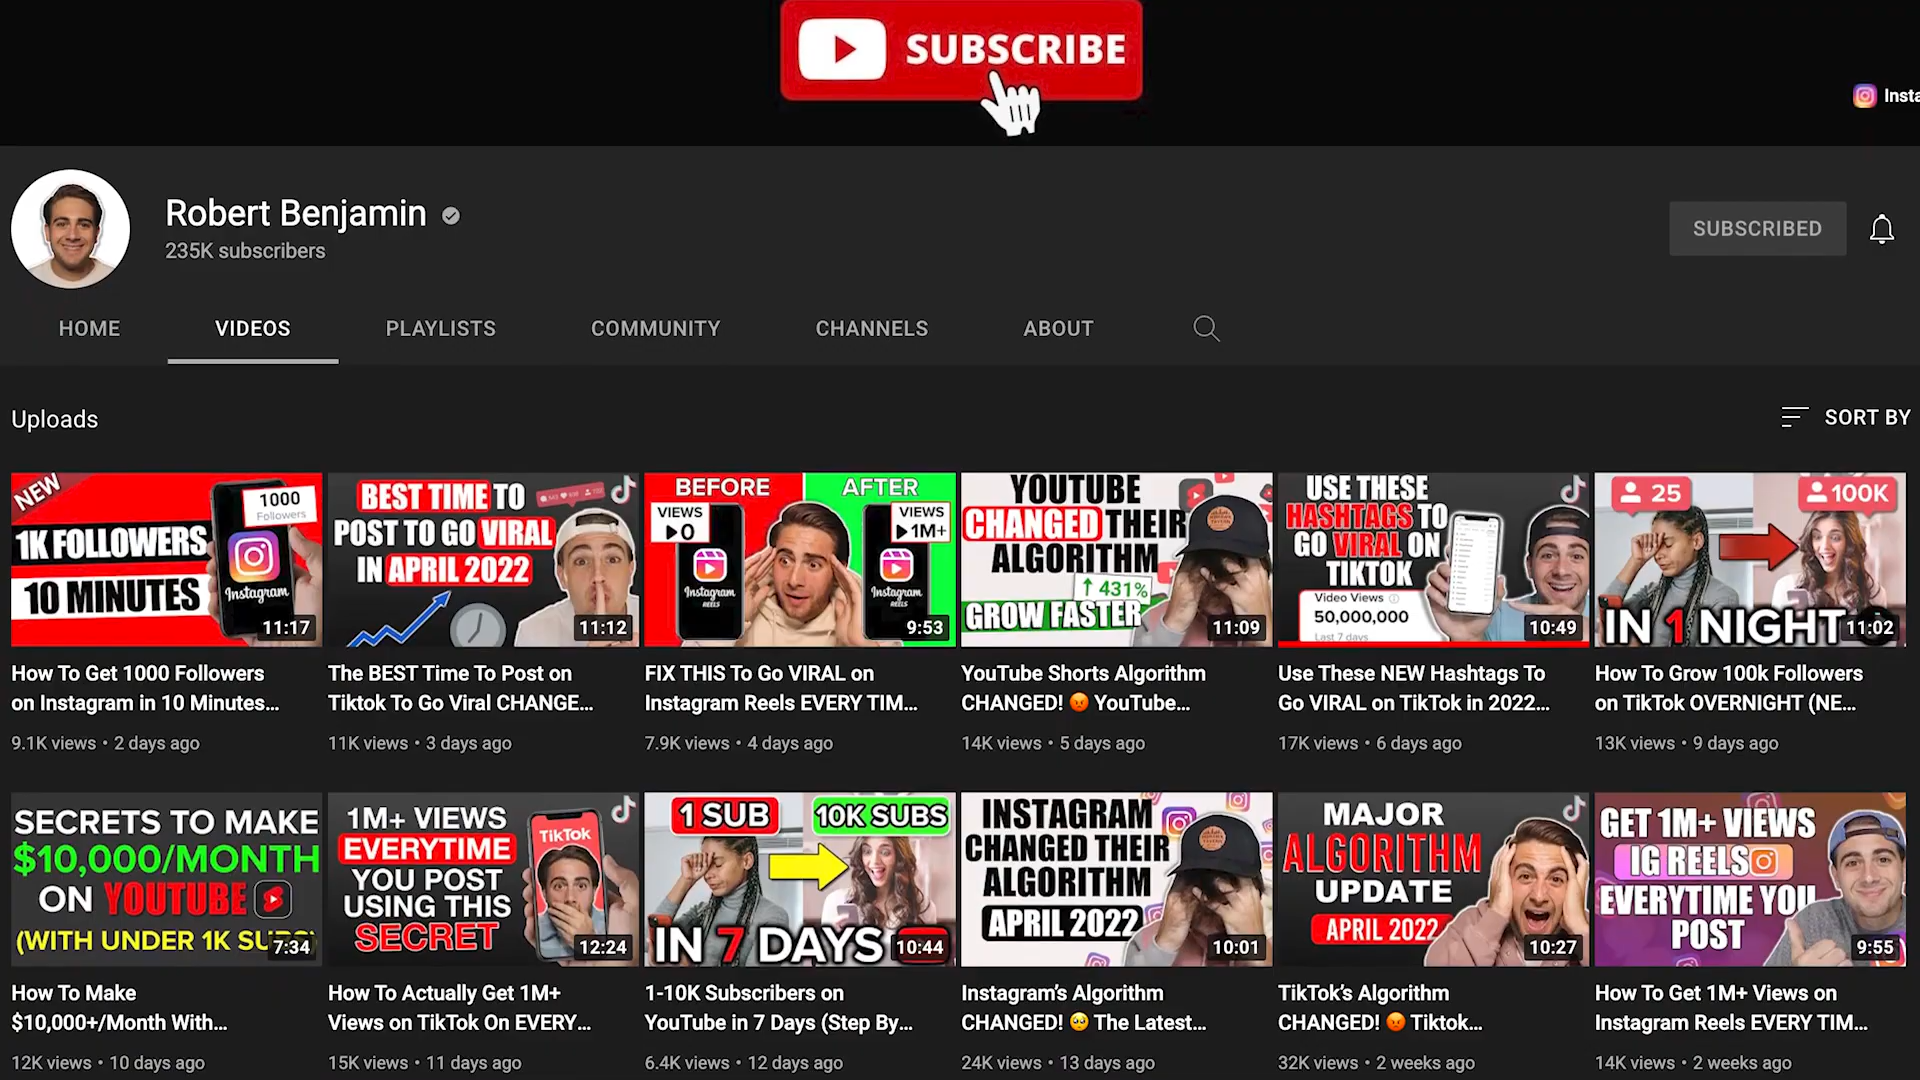 SUBSCRIBE
Insta
Robert Benjamin
235K subscribers
SUBSCRIBED
HOME
VIDEOS
PLAYLISTS
COMMUNITY
CHANNELS
ABOUT
Uploads
SORT BY
NEW
1K FOLLOWERS
10 MINUTES
1000
Followers
Instagram
11:17
How To Get 1000 Followers
on Instagram in 10 Minutes...
9.1K views • 2 days ago
BEST TIME TO
POST TO GO VIRAL
IN APRIL 2022
11:12
The BEST Time To Post on
Tiktok To Go Viral CHANGE...
11K views • 3 days ago
BEFORE
AFTER
VIEWS
0
VIEWS
1M+
Instagram
REELS
Instagram
REELS
9:53
FIX THIS To Go VIRAL on
Instagram Reels EVERY TIM...
7.9K views • 4 days ago
YOUTUBE
CHANGED THEIR
ALGORITHM
↑ 431%
GROW FASTER
11:09
YouTube Shorts Algorithm
CHANGED! 😡 YouTube...
14K views • 5 days ago
USE THESE
HASHTAGS TO
GO VIRAL ON
TIKTOK
Video Views
50,000,000
Last 7 days
10:49
Use These NEW Hashtags To
Go VIRAL on TikTok in 2022...
17K views • 6 days ago
25
100K
IN 1 NIGHT
11:02
How To Grow 100k Followers
on TikTok OVERNIGHT (NE...
13K views • 9 days ago
SECRETS TO MAKE
$10,000/MONTH
ON YOUTUBE
(WITH UNDER 1K SUBS)
7:34
How To Make
$10,000+/Month With...
12K views • 10 days ago
1M+ VIEWS
EVERYTIME
YOU POST
USING THIS
SECRET
TikTok
12:24
How To Actually Get 1M+
Views on TikTok On EVERY...
15K views • 11 days ago
1 SUB
10K SUBS
IN 7 DAYS
10:44
1-10K Subscribers on
YouTube in 7 Days (Step By...
6.4K views • 12 days ago
INSTAGRAM
CHANGED THEIR
ALGORITHM
APRIL 2022
10:01
Instagram's Algorithm
CHANGED! 🥺 The Latest...
24K views • 13 days ago
MAJOR
ALGORITHM
UPDATE
APRIL 2022
10:27
TikTok's Algorithm
CHANGED! 😡 Tiktok...
32K views • 2 weeks ago
GET 1M+ VIEWS
IG REELS
EVERYTIME YOU
POST
9:55
How To Get 1M+ Views on
Instagram Reels EVERY TIM...
14K views • 2 weeks ago